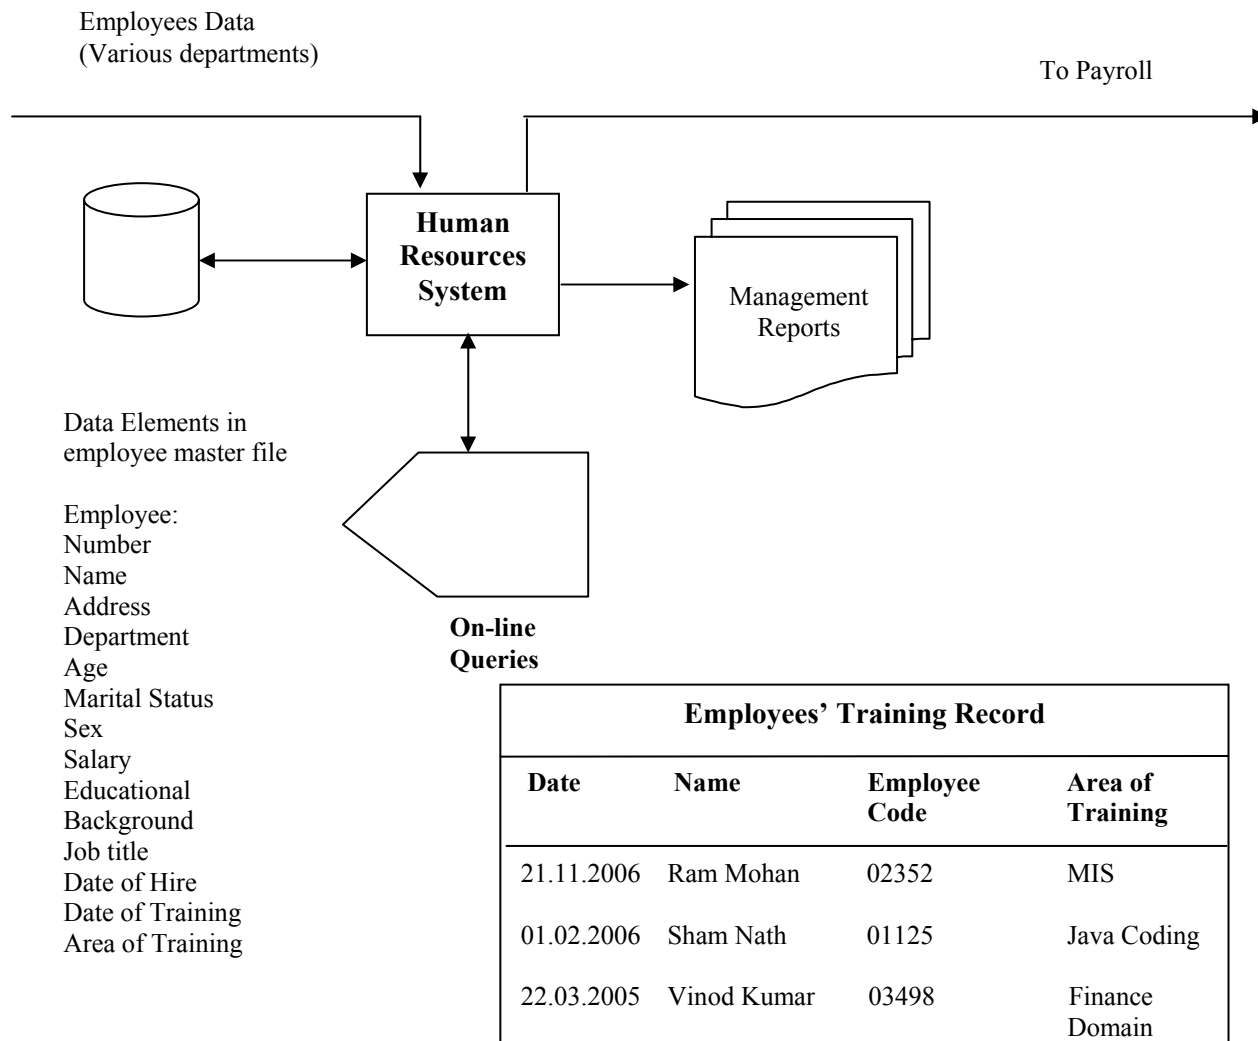 Employees Data
(Various departments)
To Payroll
Human
Resources
System
Management
Reports
Data Elements in
employee master file
Employee:
Number
Name
Address
Department
Age
Marital Status
Sex
Salary
Educational
Background
Job title
Date of Hire
Date of Training
Area of Training
On-line
Queries
Employees’ Training Record
Date Name Employee Code Area of Training
21.11.2006 Ram Mohan 02352 MIS
01.02.2006 Sham Nath 01125 Java Coding
22.03.2005 Vinod Kumar 03498 Finance Domain